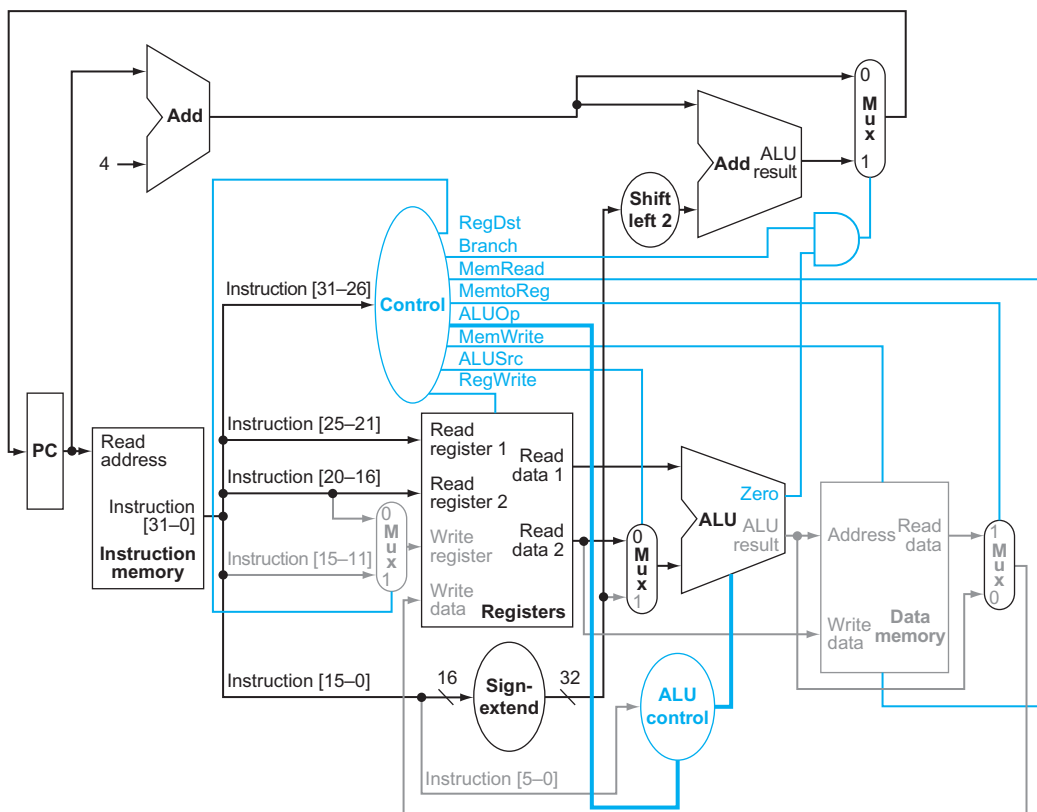 0
M
u
x
1
Add
4
Add
ALU
result
Shift
left 2
RegDst
Branch
MemRead
MemtoReg
ALUOp
MemWrite
ALUSrc
RegWrite
Control
Instruction [31–26]
PC
Read
address
Instruction
[31–0]
Instruction
memory
Instruction [25–21]
Instruction [20–16]
Instruction [15–11]
0
M
u
x
1
Read
register 1
Read
register 2
Write
register
Write
data
Read
data 1
Read
data 2
Registers
0
M
u
x
1
Zero
ALU
ALU
result
Address
Read
data
Write
data
Data
memory
1
M
u
x
0
Instruction [15–0]
16
Sign-
extend
32
ALU
control
Instruction [5–0]